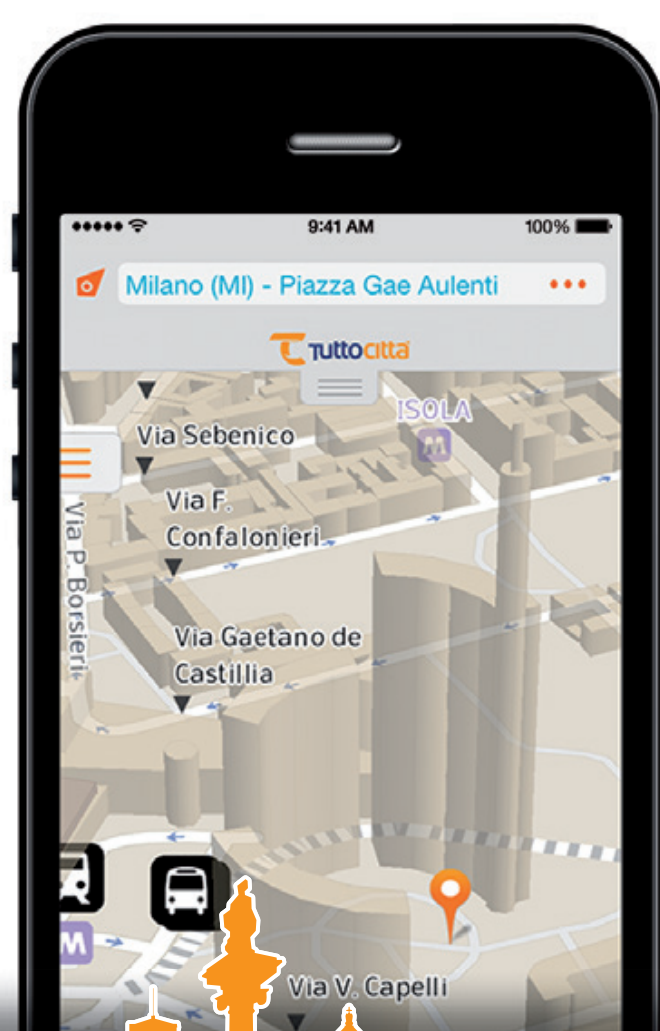 9:41 AM
100%
Milano (MI) - Piazza Gae Aulenti
TuttoCittà
ISOLA
M
Via Sebenico
Via F.
Confalonieri
Via P. Borsieri
Via Gaetano de
Castillia
M
Via V. Capelli